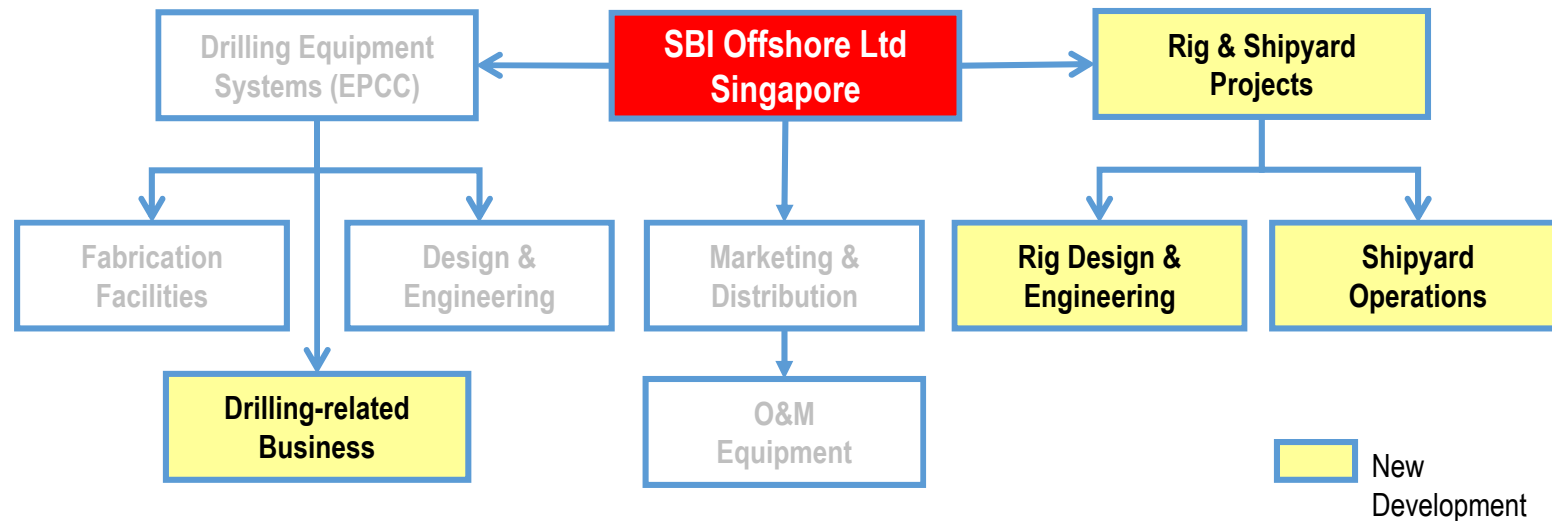 Drilling Equipment
Systems (EPCC)
SBI Offshore Ltd
Singapore
Rig & Shipyard
Projects
Fabrication
Facilities
Design &
Engineering
Marketing &
Distribution
Rig Design &
Engineering
Shipyard
Operations
Drilling-related
Business
O&M
Equipment
New
Development